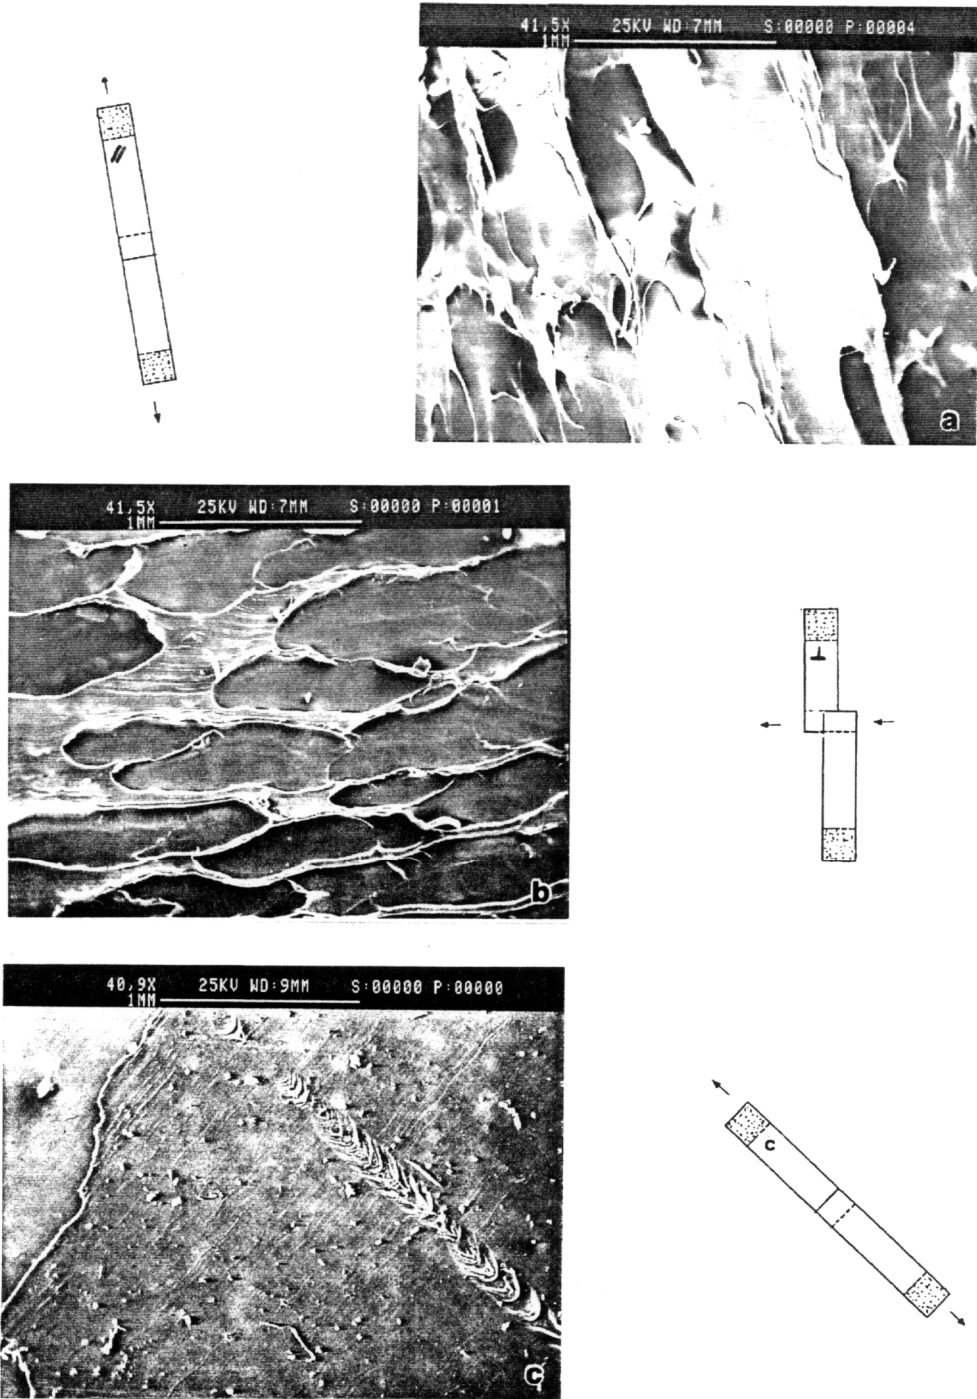 41,5X 25KV WD:7MM S:00000 P:00004
1MM
//
a
41,5X 25KV WD:7MM S:00000 P:00001
1MM
⊥
b
40,9X 25KV WD:9MM S:00000 P:00000
1MM
C
c